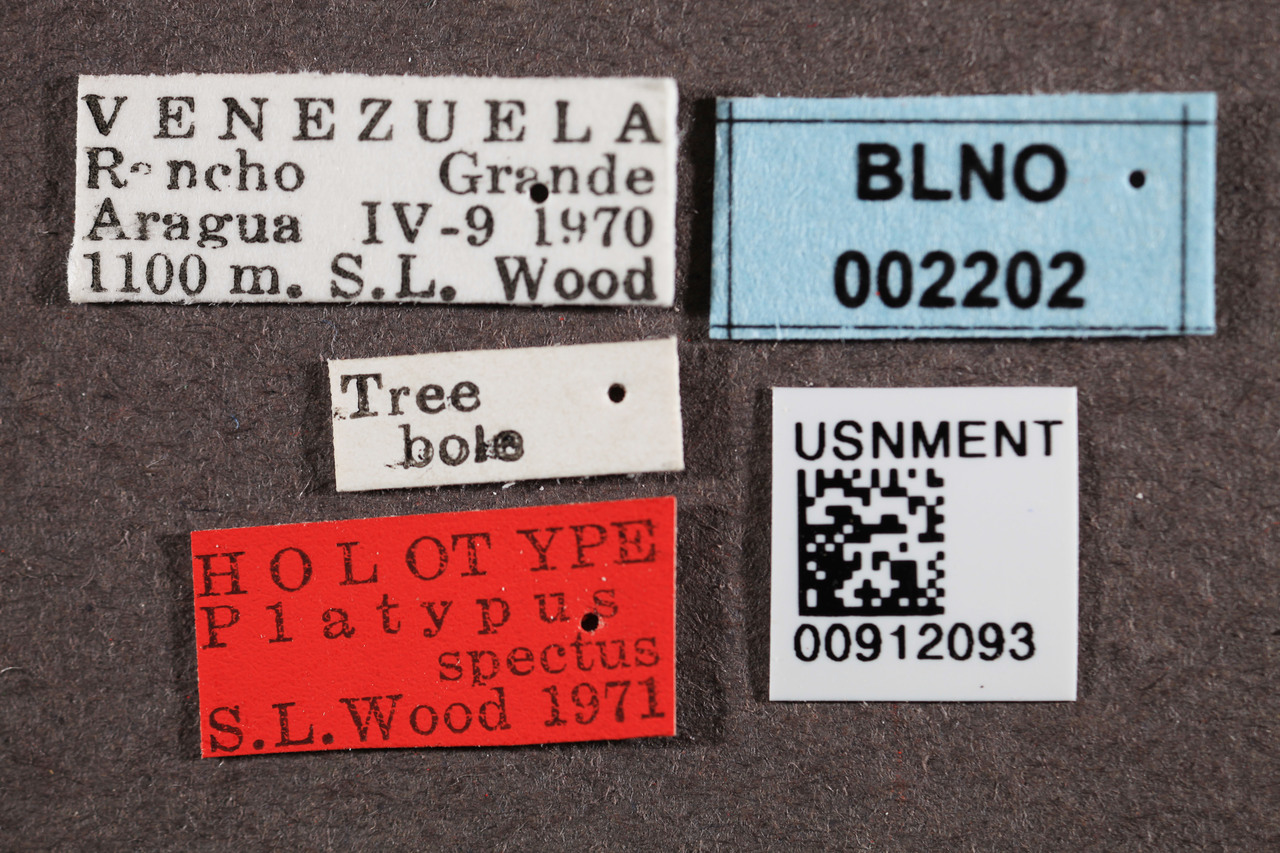 VENEZUELA
Rancho Grande
Aragua IV-9 1970
1100 m. S.L. Wood
BLNO
002202
Tree
bole
HOLOTYPE
Platypus
spectus
S.L. Wood 1971
USNMENT
00912093